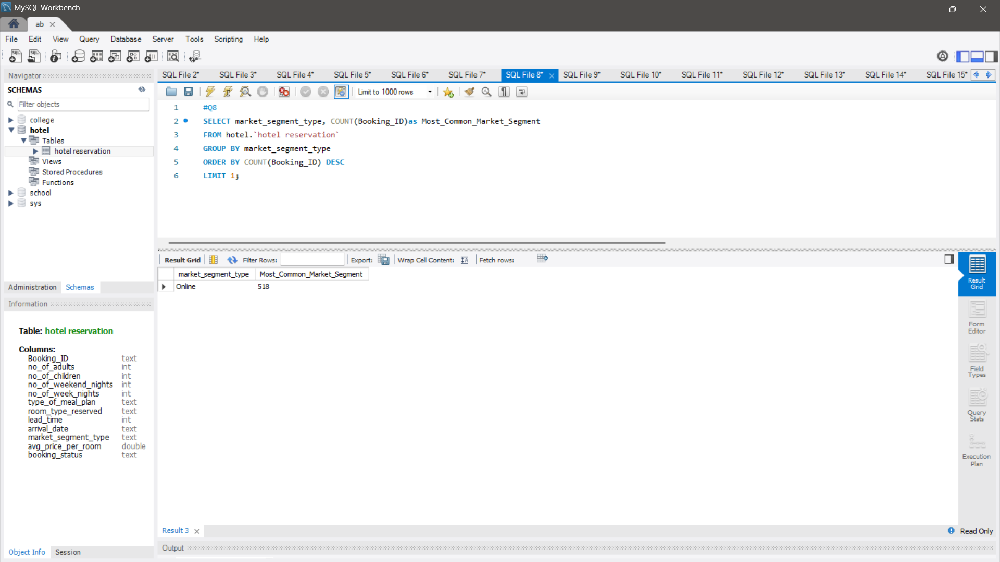 MySQL Workbench
ab
File Edit View Query Database Server Tools Scripting Help
Navigator
SCHEMAS
Filter objects
college
hotel
Tables
hotel reservation
Views
Stored Procedures
Functions
school
sys
Administration Schemas
Information
Table: hotel reservation
Columns:
Booking_ID text
no_of_adults int
no_of_children int
no_of_weekend_nights int
no_of_week_nights int
type_of_meal_plan text
room_type_reserved text
lead_time int
arrival_date text
market_segment_type text
avg_price_per_room double
booking_status text
Object Info Session
SQL File 2* SQL File 3* SQL File 4* SQL File 5* SQL File 6* SQL File 7* SQL File 8* SQL File 9* SQL File 10* SQL File 11* SQL File 12* SQL File 13* SQL File 14* SQL File 15*
Limit to 1000 rows
1 #Q8
2 SELECT market_segment_type, COUNT(Booking_ID)as Most_Common_Market_Segment
3 FROM hotel.`hotel reservation`
4 GROUP BY market_segment_type
5 ORDER BY COUNT(Booking_ID) DESC
6 LIMIT 1;
Result Grid Filter Rows: Export: Wrap Cell Content: Fetch rows:
market_segment_type Most_Common_Market_Segment
Online 518
Result
Grid
Form
Editor
Field
Types
Query
Stats
Execution
Plan
Result 3
Read Only
Output